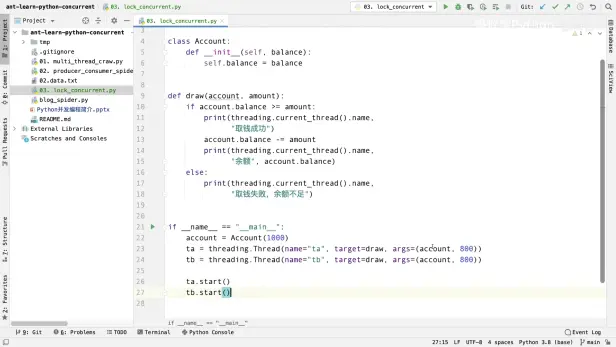 ant-learn-python-concurrent
03. lock_concurrent.py
03. lock_concurrent
Git:
Project
03. lock_concurrent.py
ant-learn-python-concurrent
tmp
.gitignore
01. multi_thread_craw.py
02. producer_consumer_spide
02.data.txt
03. lock_concurrent.py
blog_spider.py
Python并发编程简介.pptx
README.md
External Libraries
Scratches and Consoles
1: Project
0: Commit
Pull Requests
7: Structure
2: Favorites
Database
SciView
1
4 class Account:
5 def __init__(self, balance):
6 self.balance = balance
7
8
9 def draw(account, amount):
10 if account.balance >= amount:
11 print(threading.current_thread().name,
12 "取钱成功")
13 account.balance -= amount
14 print(threading.current_thread().name,
15 "余额", account.balance)
16 else:
17 print(threading.current_thread().name,
18 "取钱失败，余额不足")
19
20
21 if __name__ == "__main__":
22 account = Account(1000)
23 ta = threading.Thread(name="ta", target=draw, args=(account, 800))
24 tb = threading.Thread(name="tb", target=draw, args=(account, 800))
25
26 ta.start()
27 tb.start()
28
if __name__ == "__main__"
9: Git
6: Problems
TODO
Terminal
Python Console
Event Log
27:15 LF UTF-8 4 spaces Python 3.8 (base) main